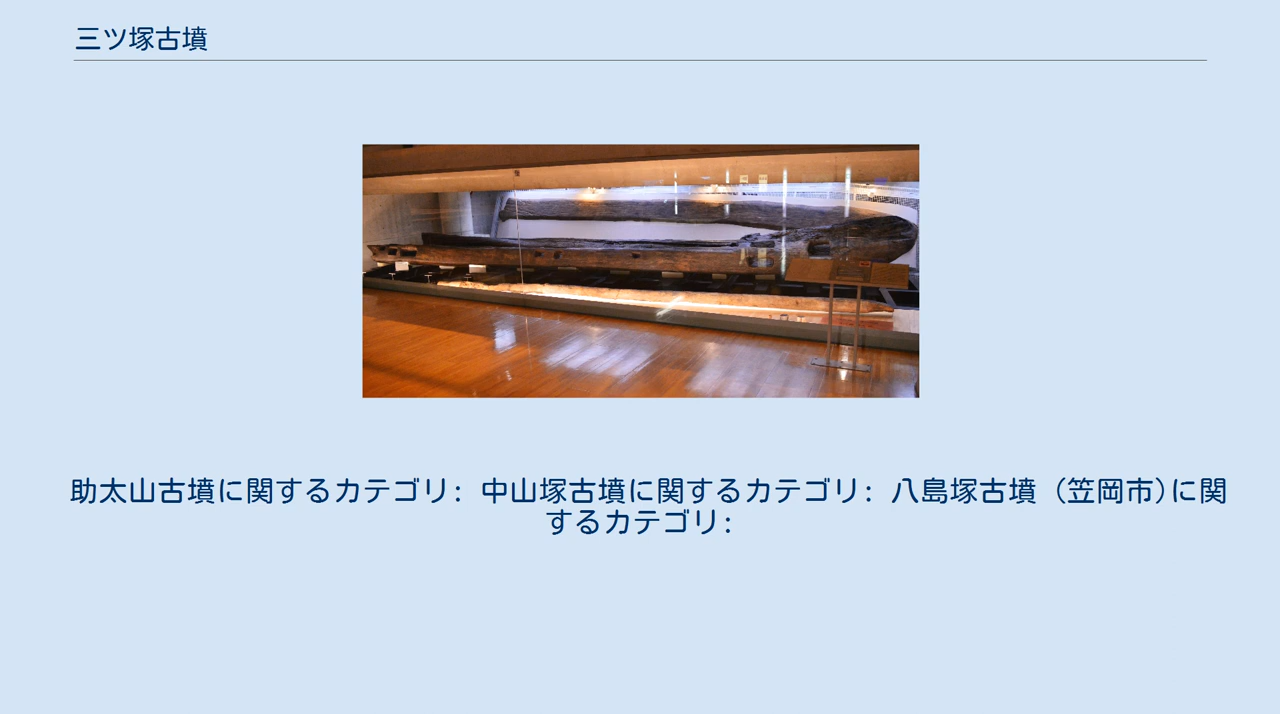 三ツ塚古墳
助太山古墳に関するカテゴリ: 中山塚古墳に関するカテゴリ: 八島塚古墳 (笠岡市)に関
するカテゴリ: